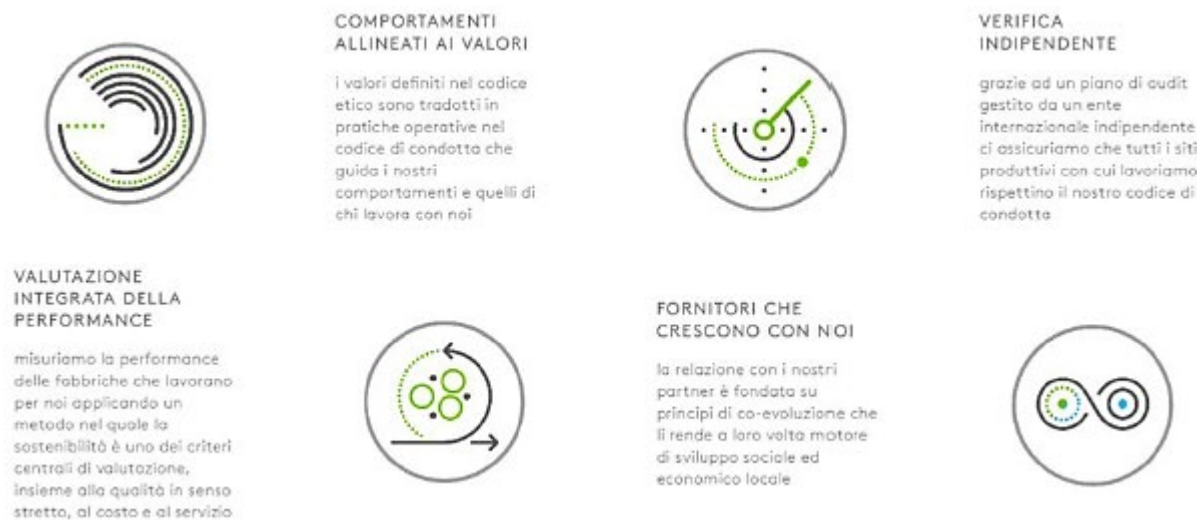 COMPORTAMENTI
ALLINEATI AI VALORI
i valori definiti nel codice
etico sono tradotti in
pratiche operative nel
codice di condotta che
guida i nostri
comportamenti e quelli di
chi lavora con noi
VERIFICA
INDIPENDENTE
grazie ad un piano di audit
gestito da un ente
internazionale indipendente
ci assicuriamo che tutti i siti
produttivi con cui lavoriamo
rispettino il nostro codice di
condotta
VALUTAZIONE
INTEGRATA DELLA
PERFORMANCE
misuriamo la performance
delle fabbriche che lavorano
per noi applicando un
metodo nel quale la
sostenibilità è uno dei criteri
centrali di valutazione,
insieme alla qualità in senso
stretto, al costo e al servizio
FORNITORI CHE
CRESCONO CON NOI
la relazione con i nostri
partner è fondata su
principi di co-evoluzione che
li rende a loro volta motore
di sviluppo sociale ed
economico locale